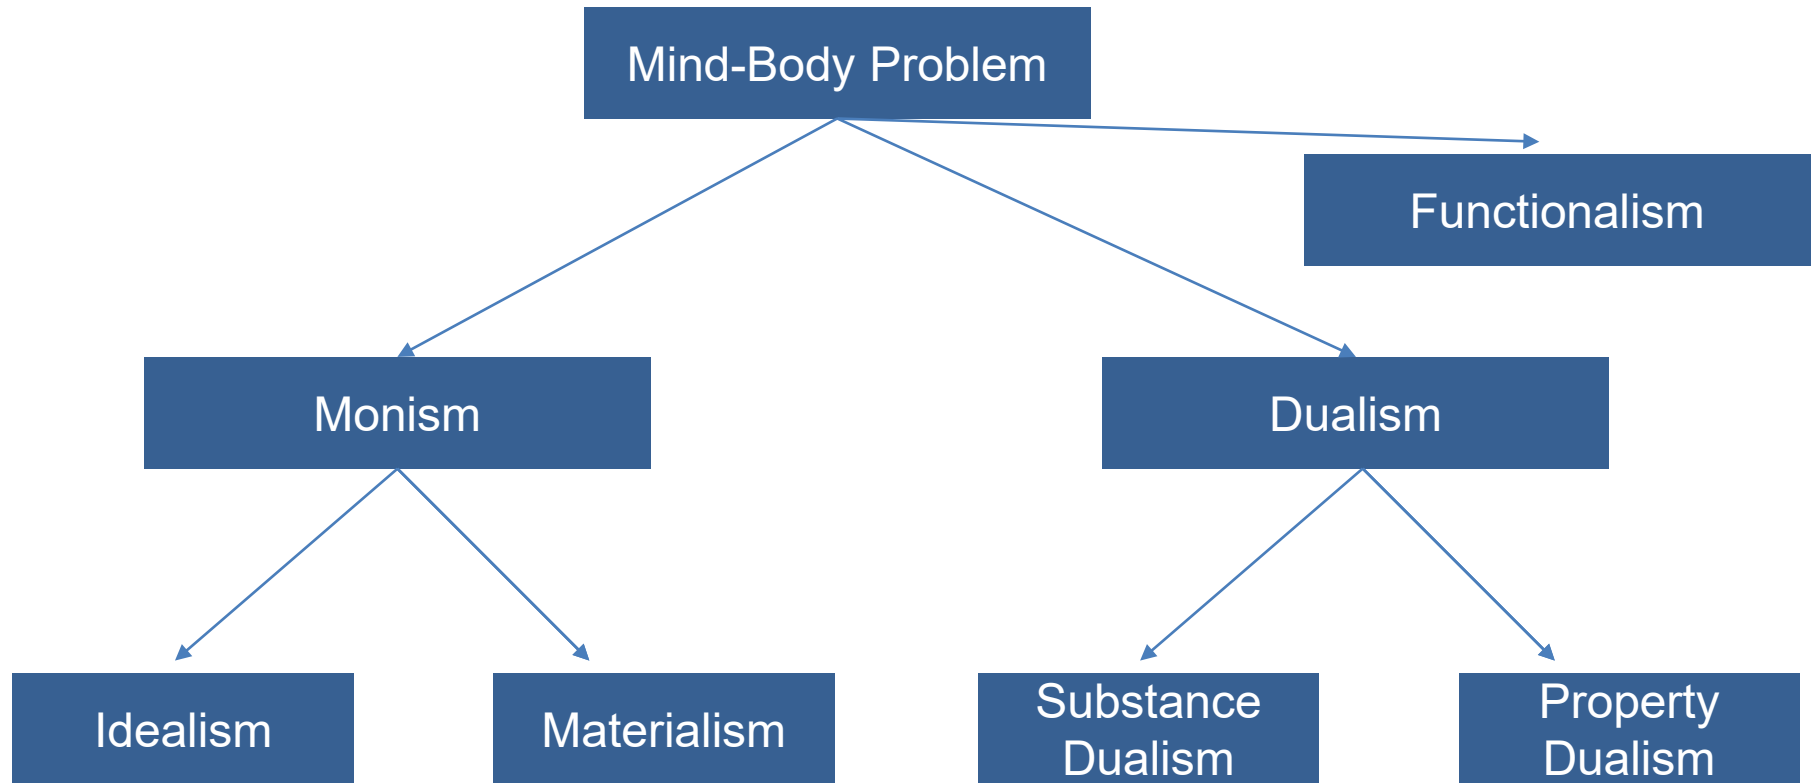 Mind-Body Problem
Functionalism
Monism
Dualism
Idealism
Materialism
Substance
Dualism
Property
Dualism